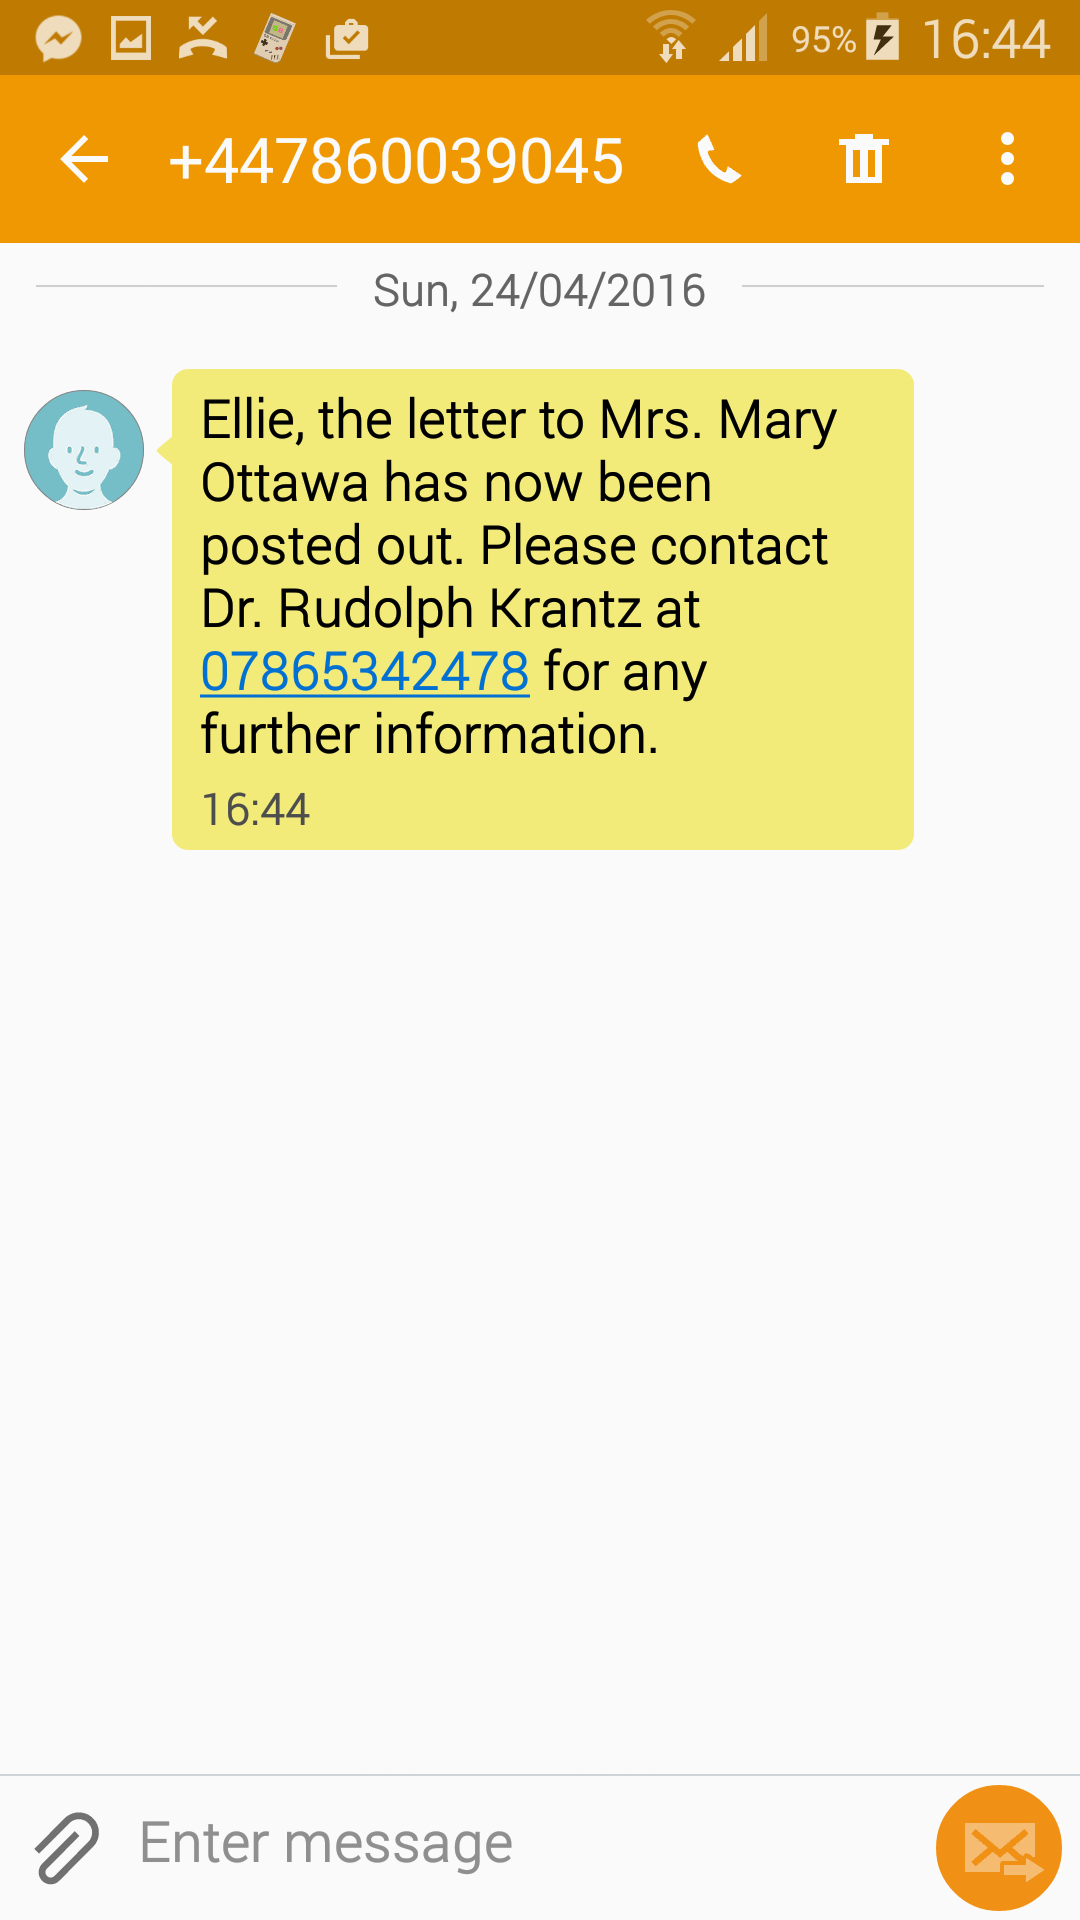 95% 16:44
+447860039045
Sun, 24/04/2016
Ellie, the letter to Mrs. Mary
Ottawa has now been
posted out. Please contact
Dr. Rudolph Krantz at
07865342478 for any
further information.
16:44
Enter message